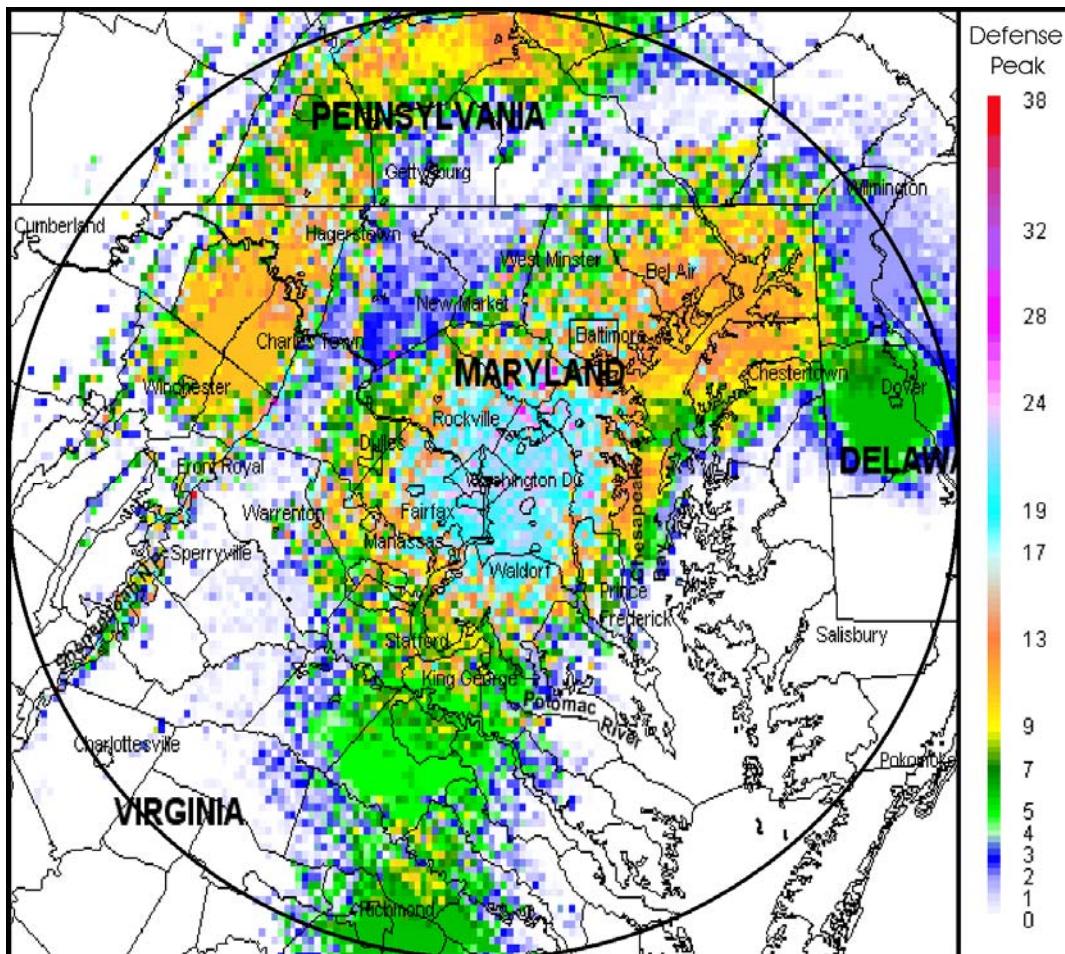 Defense
Peak
38
32
28
24
19
17
13
9
7
5
4
3
2
1
0
PENNSYLVANIA
Gettysburg
Wilmington
Cumberland
Hagerstown
West Minster
Bel Air
New Market
Charles Town
Baltimore
MARYLAND
Chestertown
Winchester
Dover
Rockville
Dulles
DELAWA
Front Royal
Washington DC
Chesapeake
Bay
Warrenton
Fairfax
Manassas
Sperryville
Waldorf
Prince
Frederick
Stafford
Salisbury
King George
Potomac
River
Charlottesville
Pokomoke
VIRGINIA
Richmond